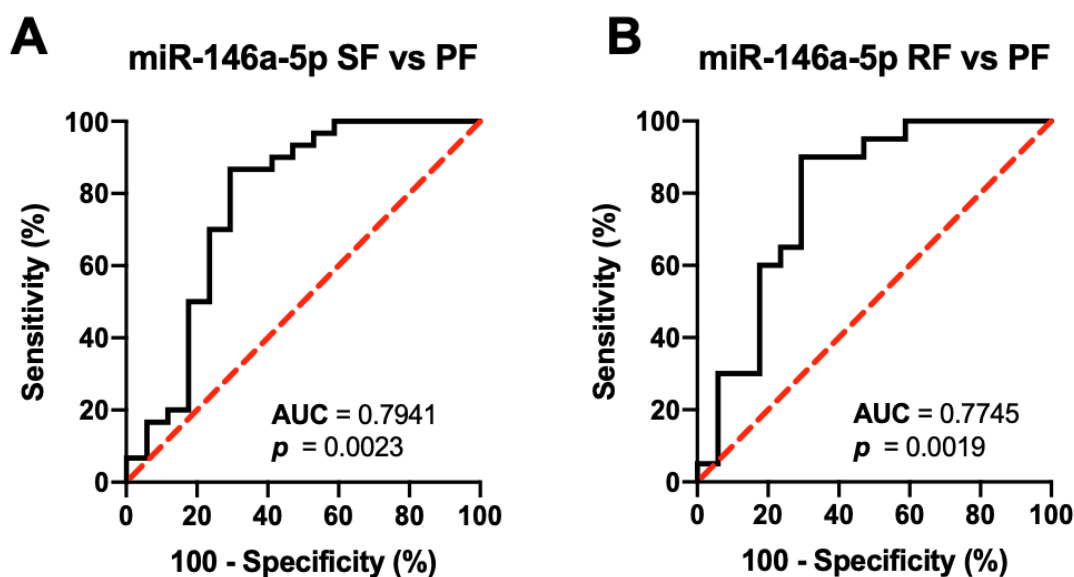 A
miR-146a-5p SF vs PF
Sensitivity (%)
100
80
60
40
20
0
AUC = 0.7941
p = 0.0023
0 20 40 60 80 100
100 - Specificity (%)
B
miR-146a-5p RF vs PF
Sensitivity (%)
100
80
60
40
20
0
AUC = 0.7745
p = 0.0019
0 20 40 60 80 100
100 - Specificity (%)